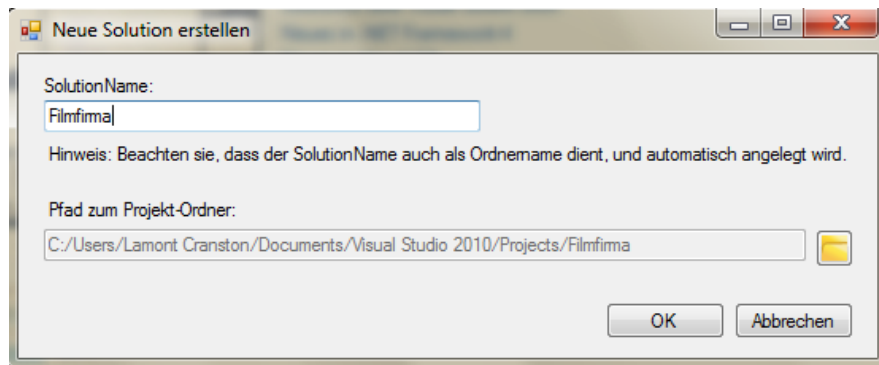 Neue Solution erstellen
SolutionName:
Filmfirma
Hinweis: Beachten sie, dass der SolutionName auch als Ordnername dient, und automatisch angelegt wird.
Pfad zum Projekt-Ordner:
C:/Users/Lamont Cranston/Documents/Visual Studio 2010/Projects/Filmfirma
OK Abbrechen